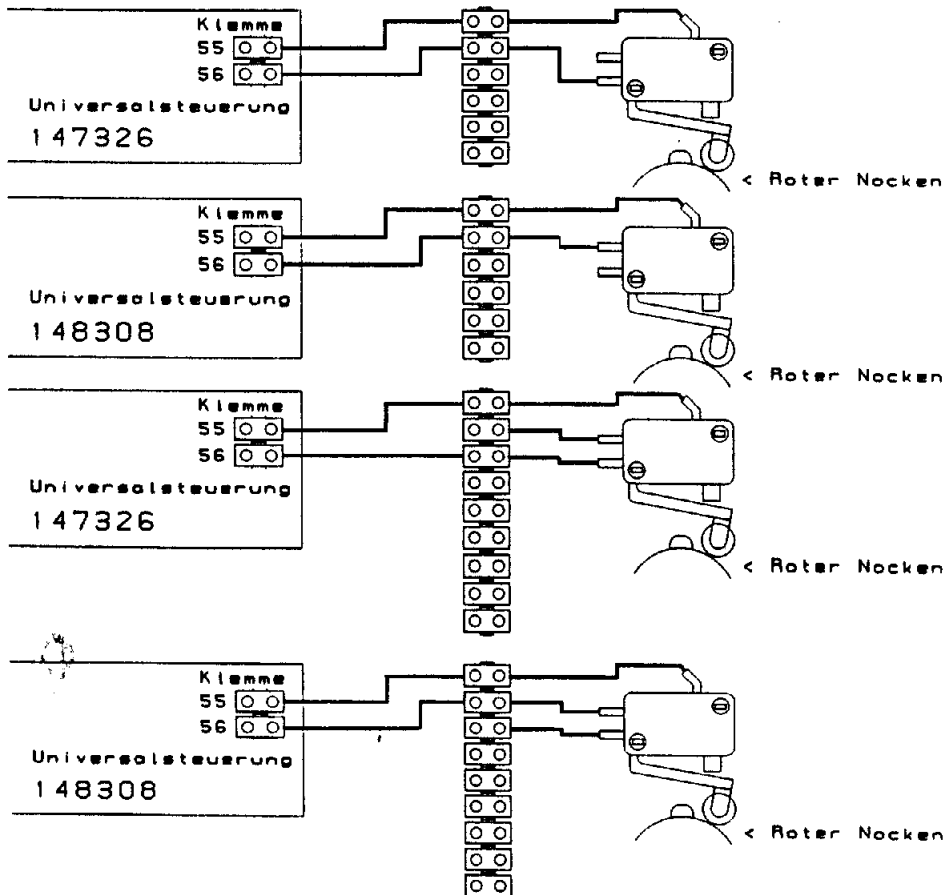 Klemme
55
56
Universalsteuerung
147326
< Roter Nocken
Klemme
55
56
Universalsteuerung
148308
< Roter Nocken
Klemme
55
56
Universalsteuerung
147326
< Roter Nocken
Klemme
55
56
Universalsteuerung
148308
< Roter Nocken